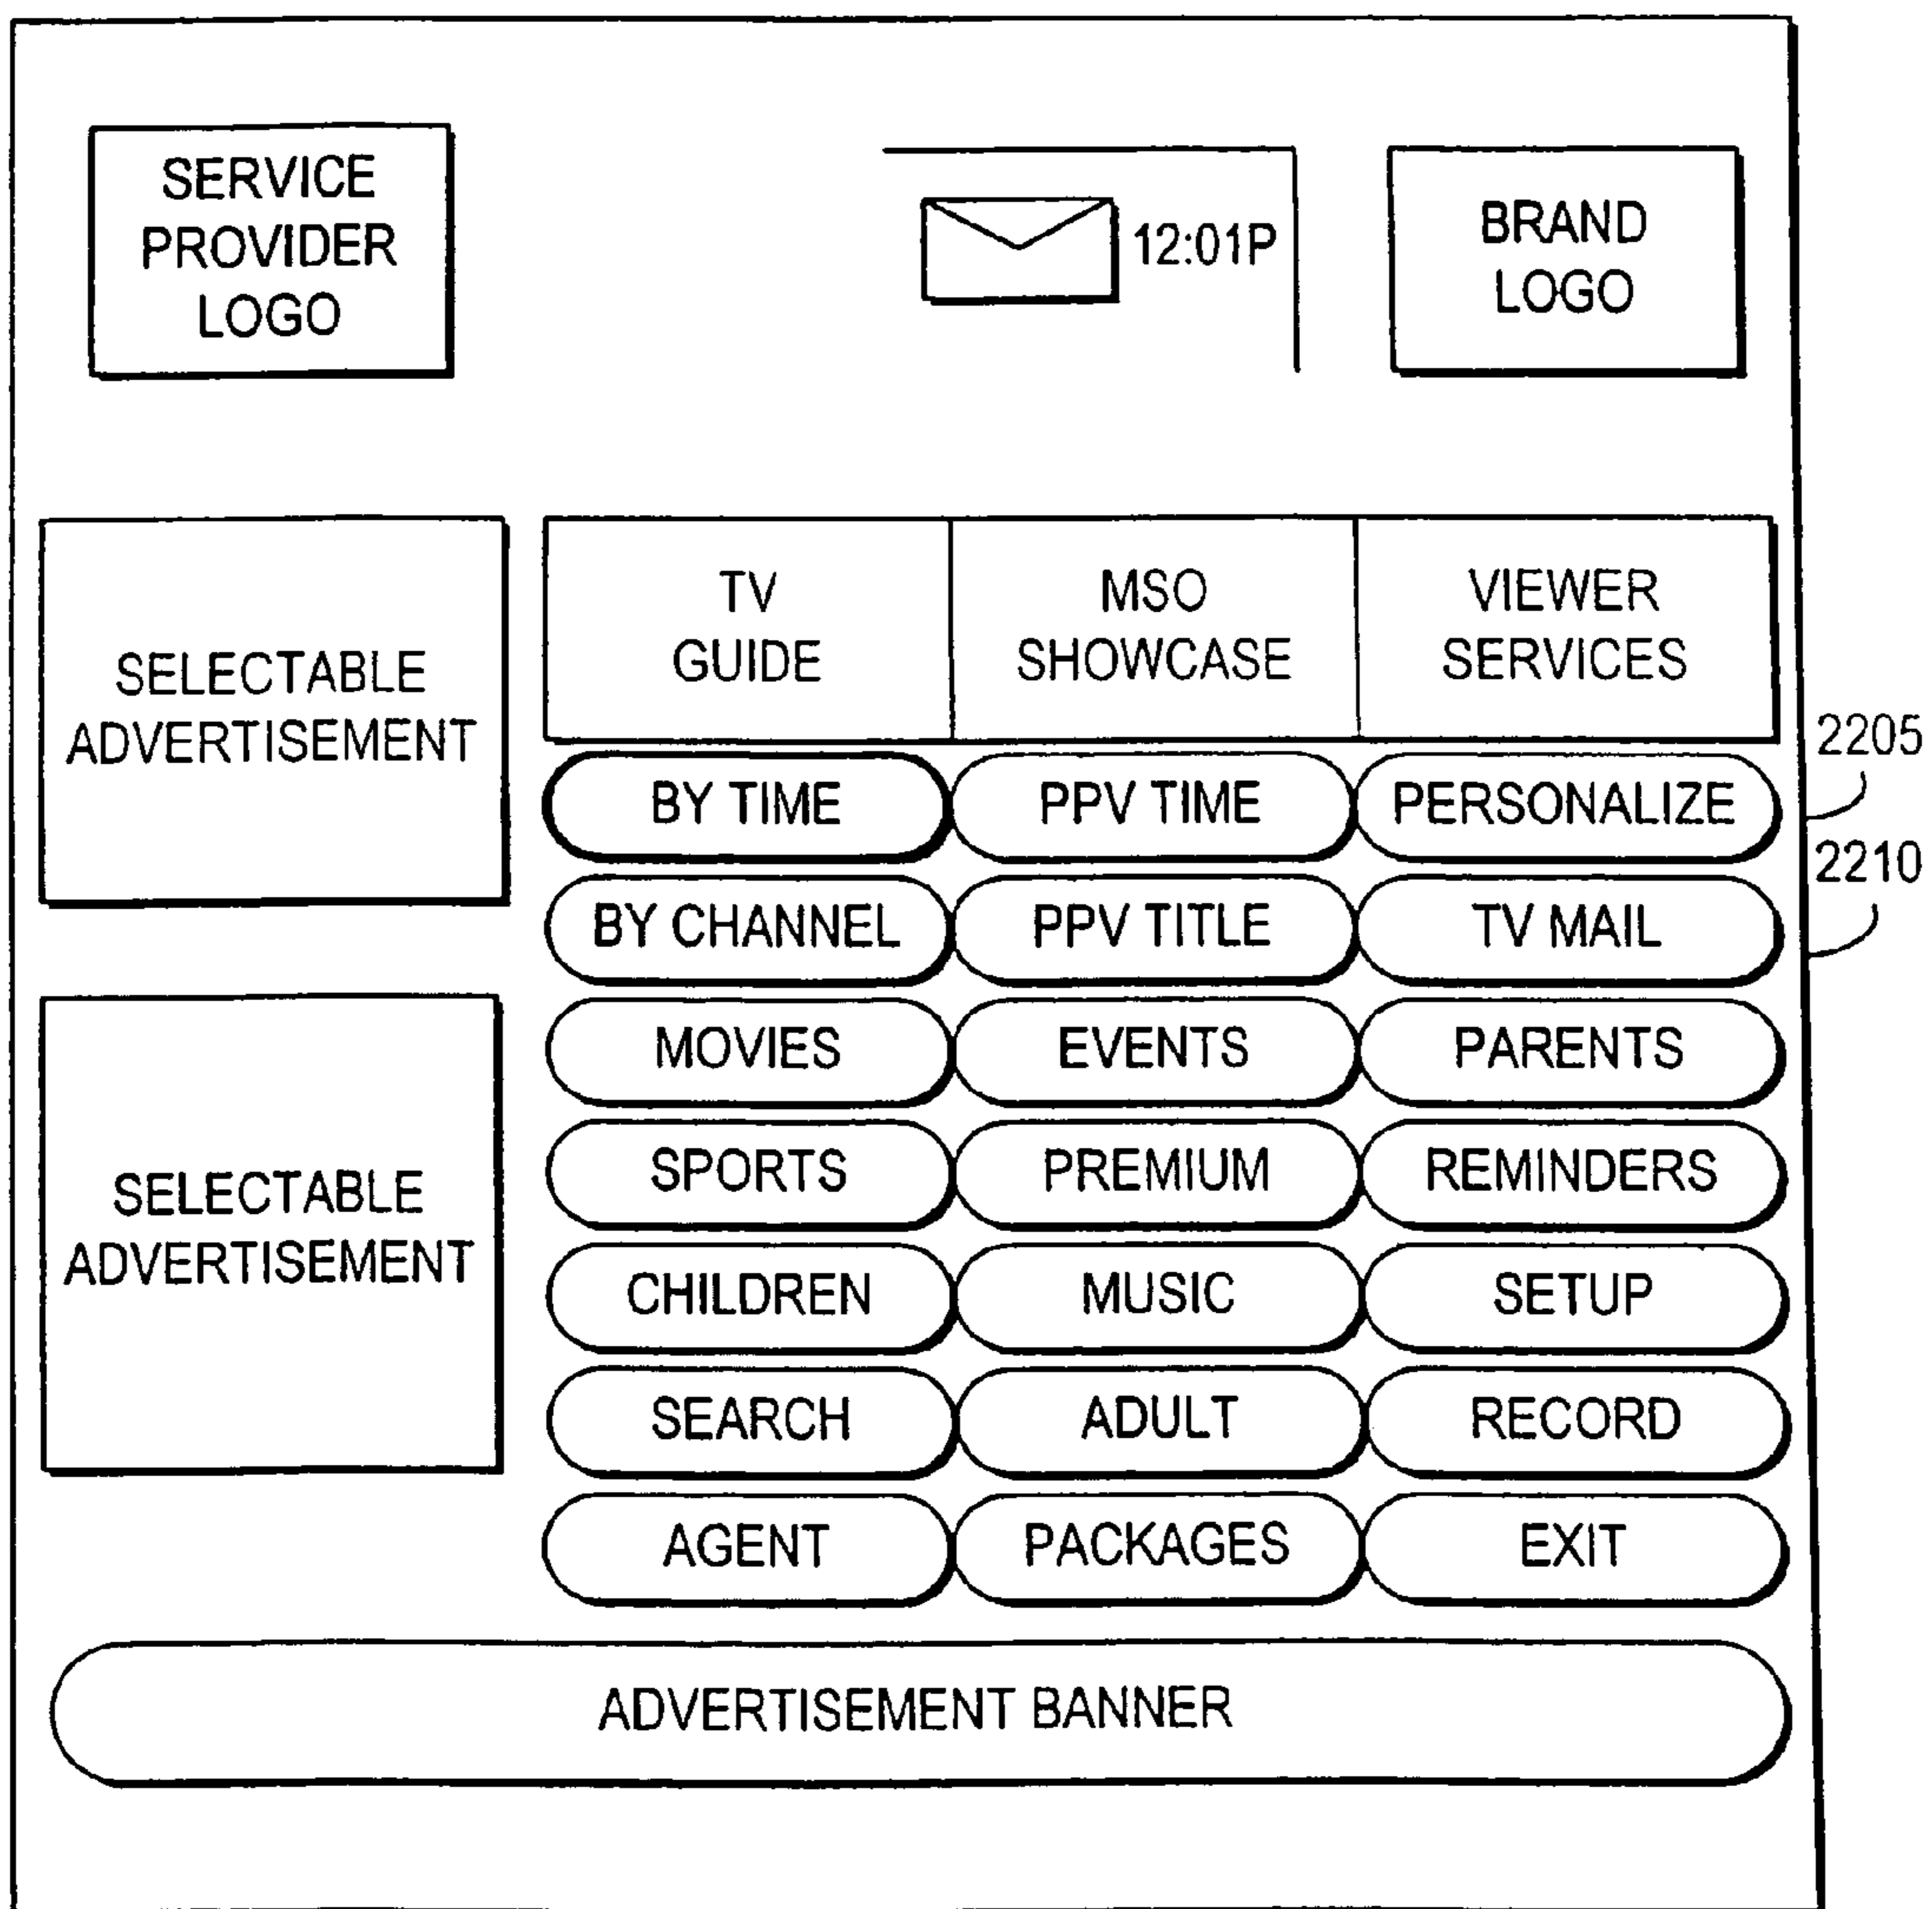 SERVICE
PROVIDER
LOGO
12:01P
BRAND
LOGO
SELECTABLE
ADVERTISEMENT
TV
GUIDE
MSO
SHOWCASE
VIEWER
SERVICES
2205
BY TIME
PPV TIME
PERSONALIZE
2210
BY CHANNEL
PPV TITLE
TV MAIL
MOVIES
EVENTS
PARENTS
SELECTABLE
ADVERTISEMENT
SPORTS
PREMIUM
REMINDERS
CHILDREN
MUSIC
SETUP
SEARCH
ADULT
RECORD
AGENT
PACKAGES
EXIT
ADVERTISEMENT BANNER